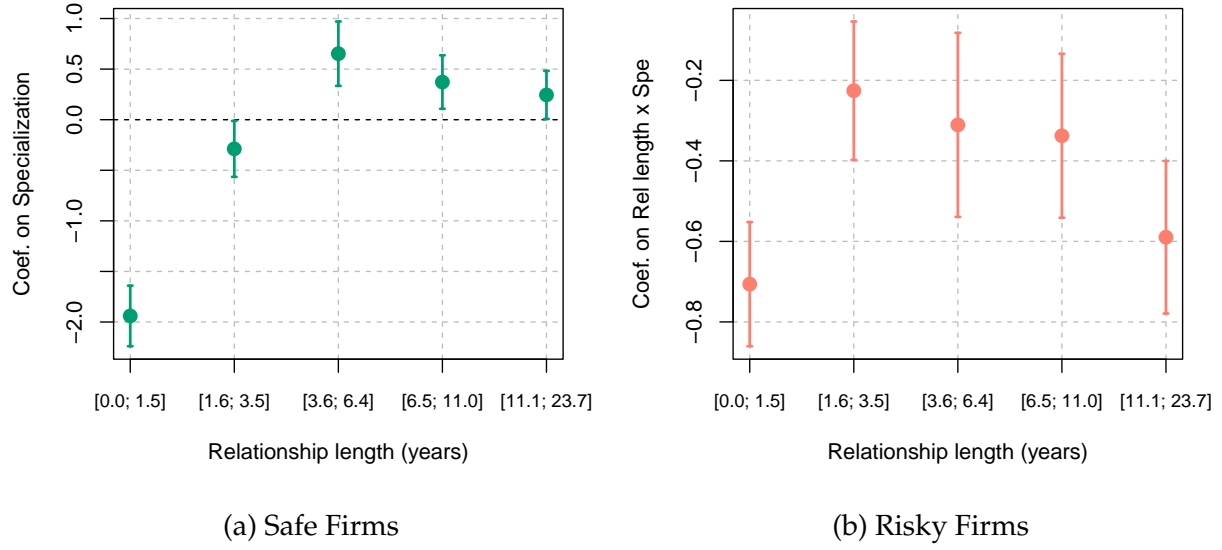 Coef. on Specialization
1.0
0.5
0.0
−1.0
−2.0
[0.0; 1.5] [1.6; 3.5] [3.6; 6.4] [6.5; 11.0] [11.1; 23.7]
Relationship length (years)
(a) Safe Firms
Coef. on Rel length x Spe
−0.2
−0.4
−0.6
−0.8
[0.0; 1.5] [1.6; 3.5] [3.6; 6.4] [6.5; 11.0] [11.1; 23.7]
Relationship length (years)
(b) Risky Firms